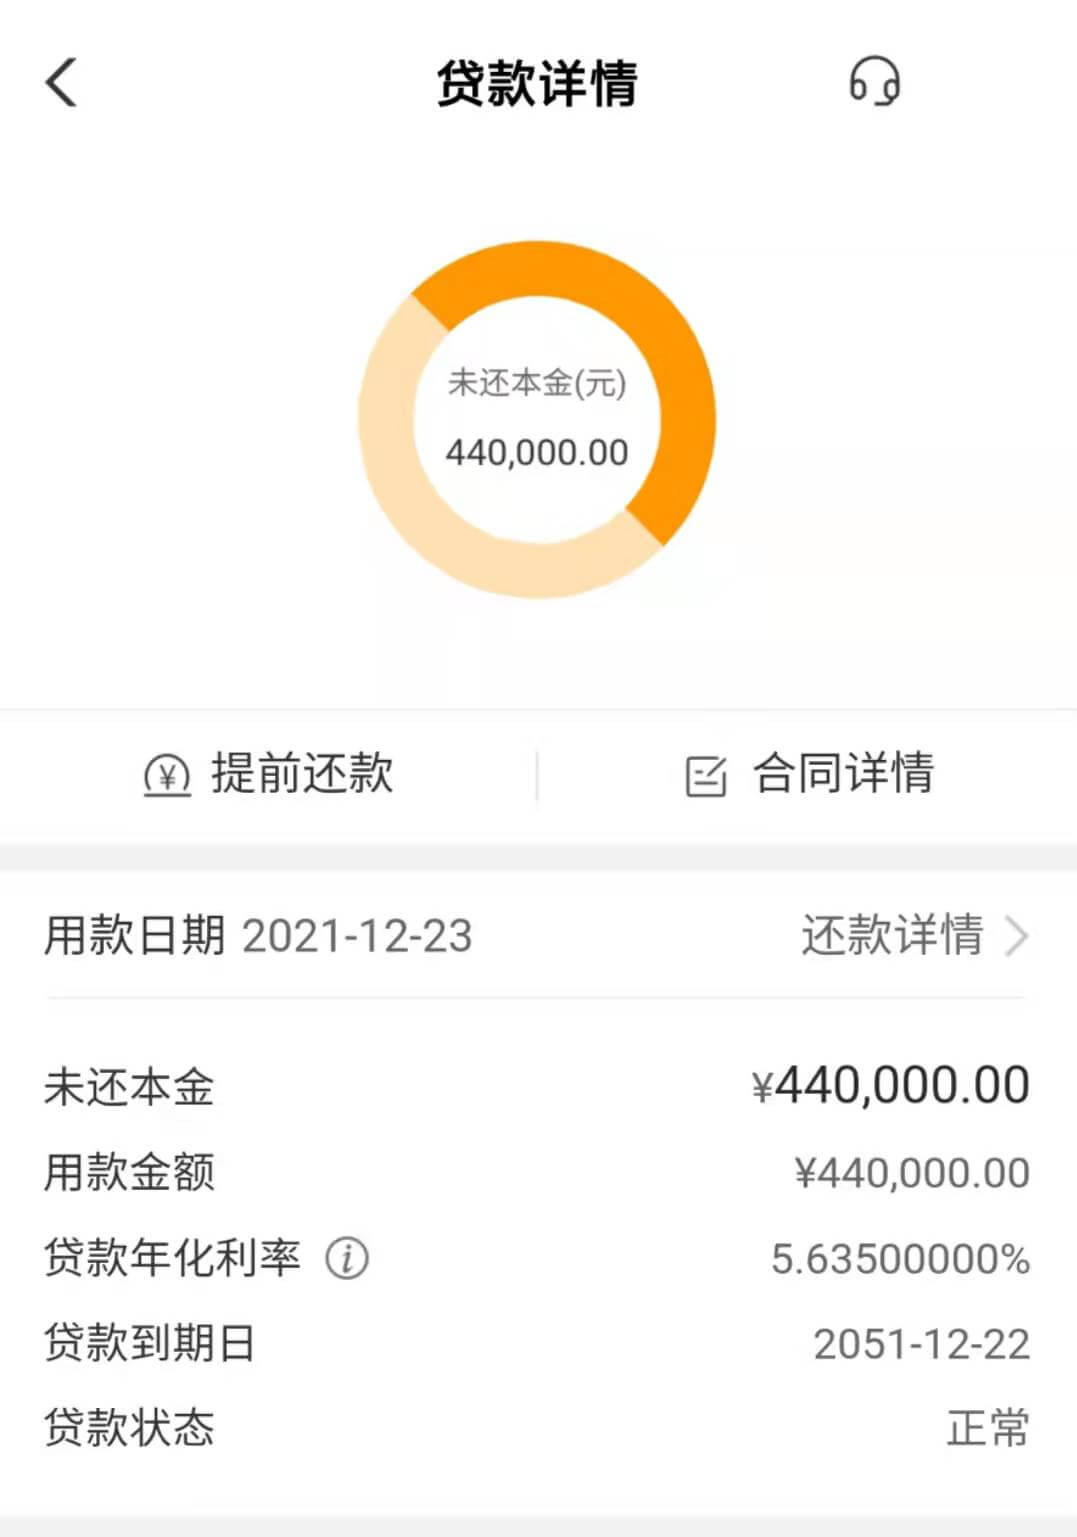 贷款详情
未还本金(元)
440,000.00
提前还款
合同详情
用款日期 2021-12-23 还款详情
未还本金 ¥440,000.00
用款金额 ¥440,000.00
贷款年化利率 5.63500000%
贷款到期日 2051-12-22
贷款状态 正常